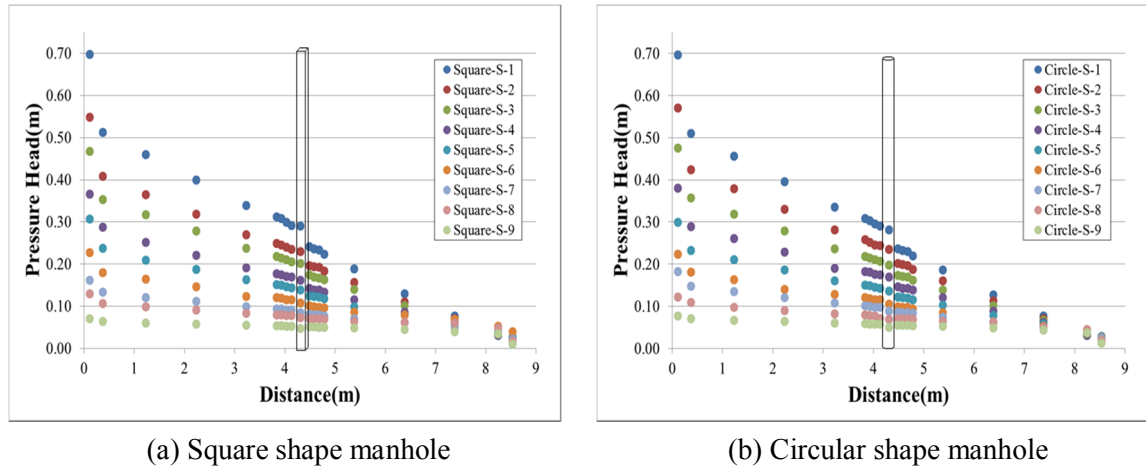 0.70
0.60
0.50
0.40
0.30
0.20
0.10
0.00
Pressure Head(m)
0 1 2 3 4 5 6 7 8 9
Distance(m)
Square-S-1
Square-S-2
Square-S-3
Square-S-4
Square-S-5
Square-S-6
Square-S-7
Square-S-8
Square-S-9
(a) Square shape manhole
0.70
0.60
0.50
0.40
0.30
0.20
0.10
0.00
Pressure Head(m)
0 1 2 3 4 5 6 7 8 9
Distance(m)
Circle-S-1
Circle-S-2
Circle-S-3
Circle-S-4
Circle-S-5
Circle-S-6
Circle-S-7
Circle-S-8
Circle-S-9
(b) Circular shape manhole